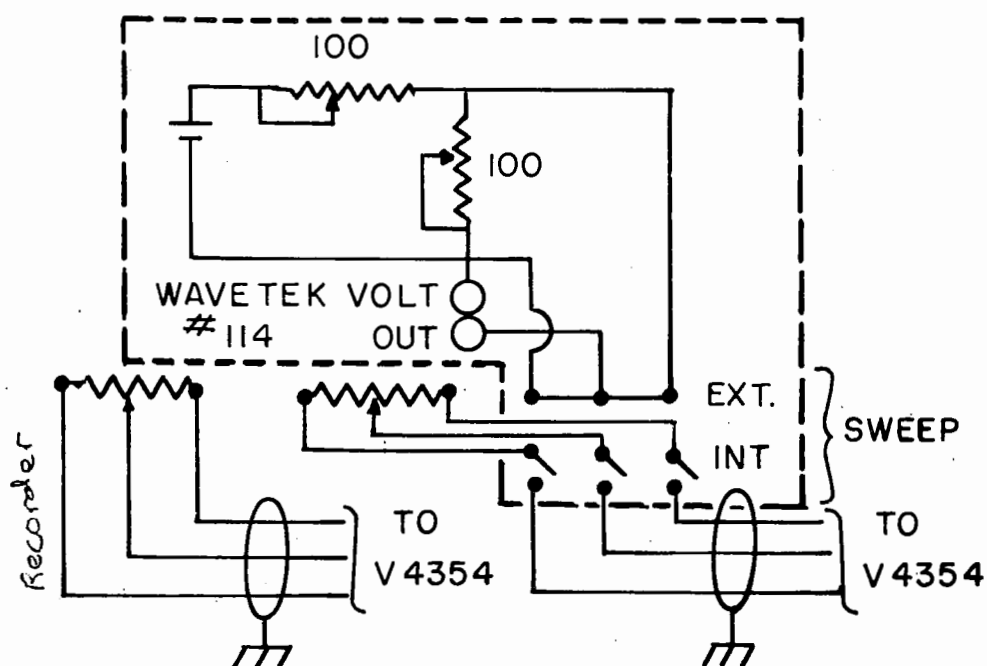 100
100
WAVETEK VOLT
#114 OUT
EXT.
SWEEP
INT
Recorder
TO
V4354
TO
V4354